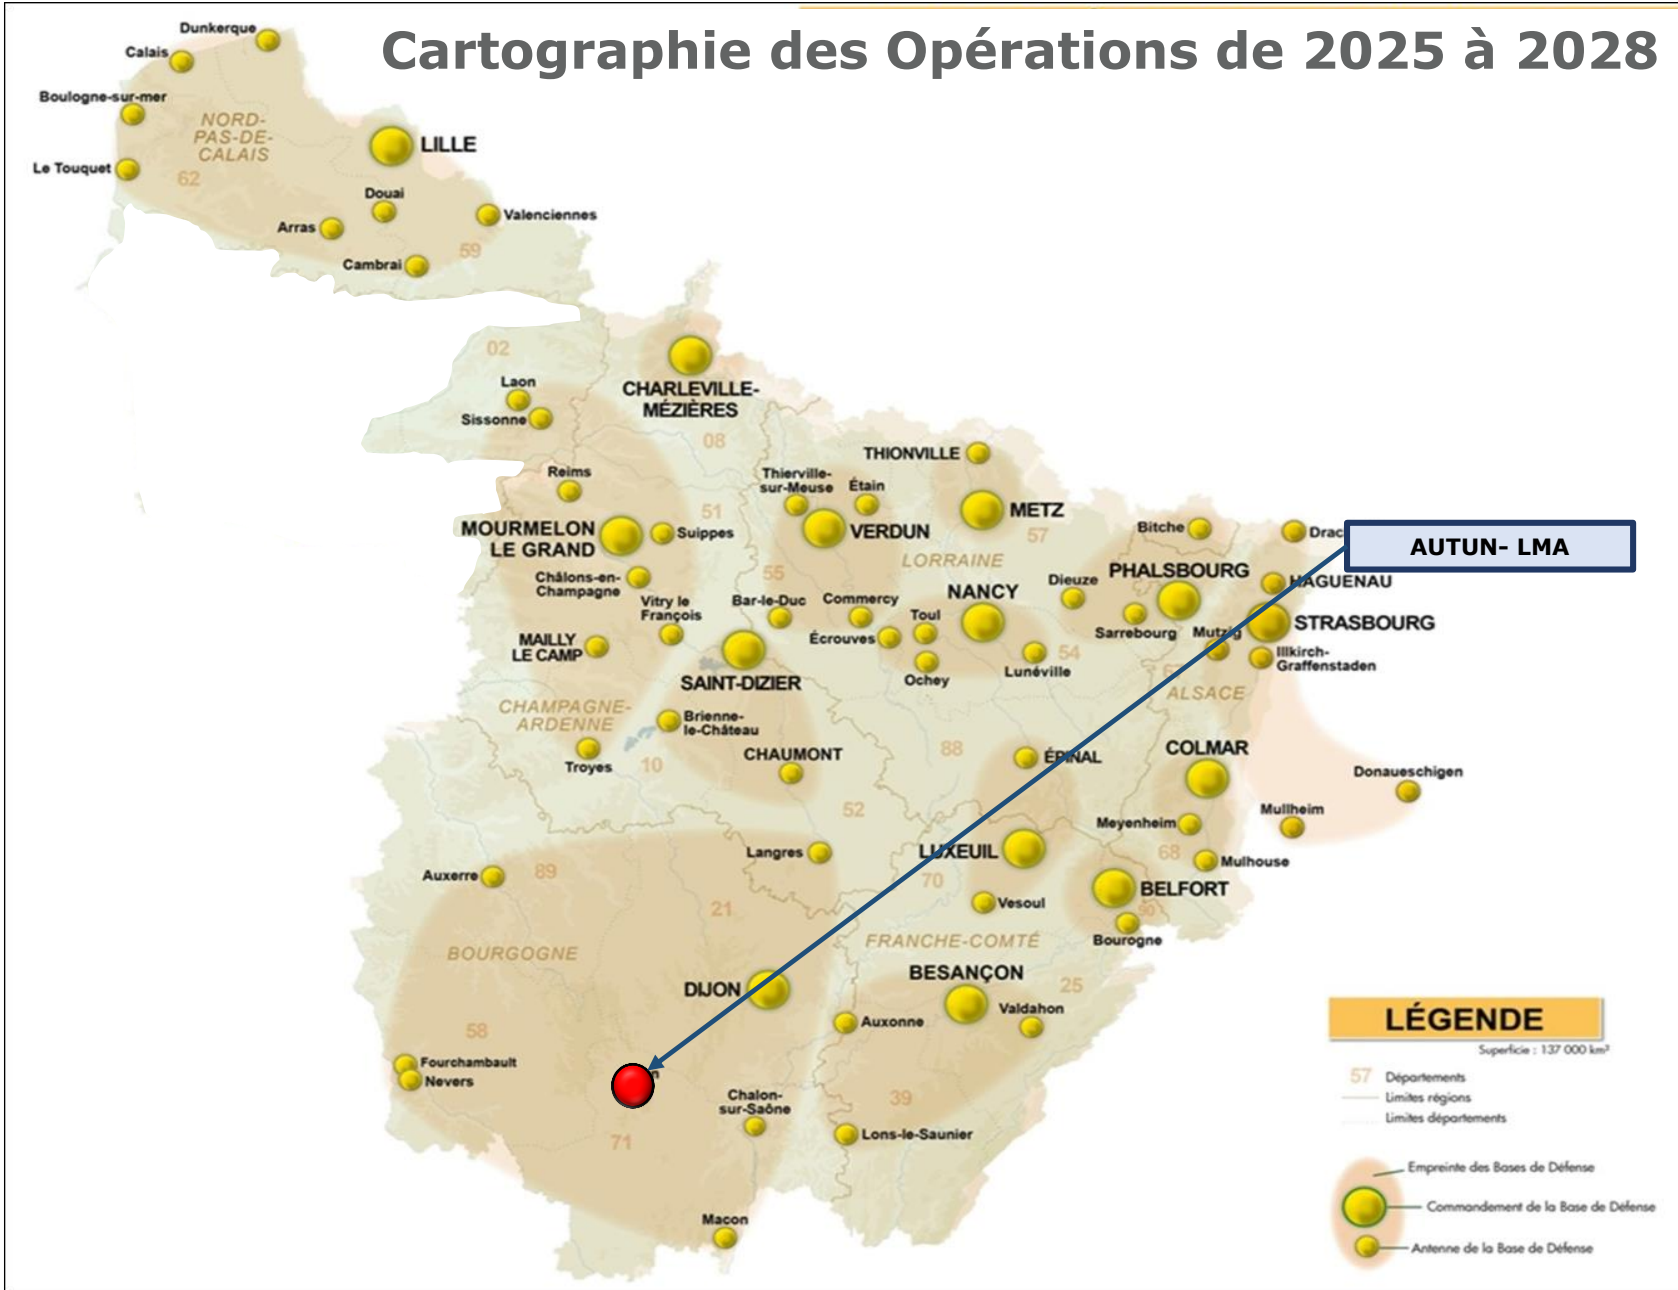 Cartographie des Opérations de 2025 à 2028
Dunkerque
Calais
Boulogne-sur-mer
NORD-
PAS-DE-
CALAIS
LILLE
Le Touquet
62
Douai
Arras
Valenciennes
59
Cambrai
02
Laon
Sissonne
CHARLEVILLE-
MÉZIÈRES
08
Reims
THIONVILLE
Thierville-
sur-Meuse
Étain
METZ
51
MOURMELON
LE GRAND
Suippes
VERDUN
57
Bitche
AUTUN- LMA
LORRAINE
PHALSBOURG
55
Châlons-en-
Champagne
Dieuze
HAGUENAU
NANCY
Vitry le
François
Bar-le-Duc
Commercy
Toul
STRASBOURG
Écrouves
Sarrebourg
Mutzig
MAILLY
LE CAMP
54
Illkirch-
Graffenstaden
Lunéville
Ochey
SAINT-DIZIER
ALSACE
CHAMPAGNE-
ARDENNE
Brienne-
le-Château
88
COLMAR
CHAUMONT
ÉPINAL
Troyes
10
Donaueschigen
52
Mullheim
Meyenheim
Langres
LUXEUIL
68
Mulhouse
Auxerre
89
70
BELFORT
Vesoul
21
90
Bourogne
BOURGOGNE
FRANCHE-COMTÉ
BESANÇON
DIJON
25
Valdahon
Auxonne
58
Fourchambault
Nevers
n
Chalon-
sur-Saône
39
71
Lons-le-Saunier
Macon
LÉGENDE
Superficie : 137 000 km²
57 Départements
Limites régions
Limites départements
Empreinte des Bases de Défense
Commandement de la Base de Défense
Antenne de la Base de Défense